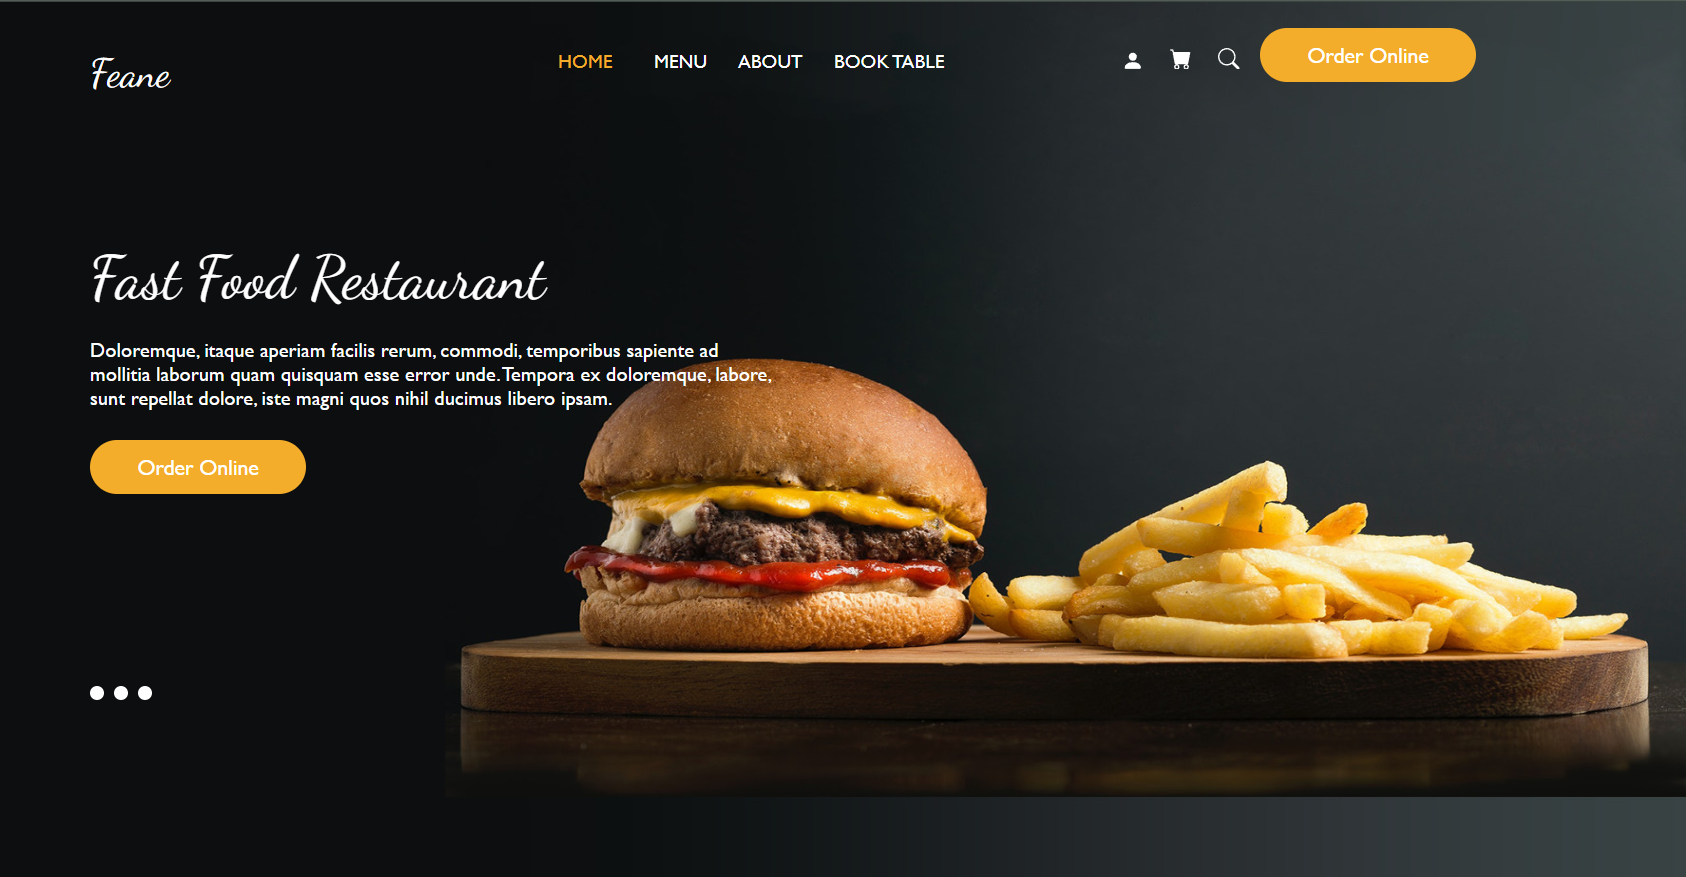 Feane
HOME MENU ABOUT BOOK TABLE
Order Online
Fast Food Restaurant
Doloremque, itaque aperiam facilis rerum, commodi, temporibus sapiente ad
mollitia laborum quam quisquam esse error unde. Tempora ex doloremque, labore,
sunt repellat dolore, iste magni quos nihil ducimus libero ipsam.
Order Online